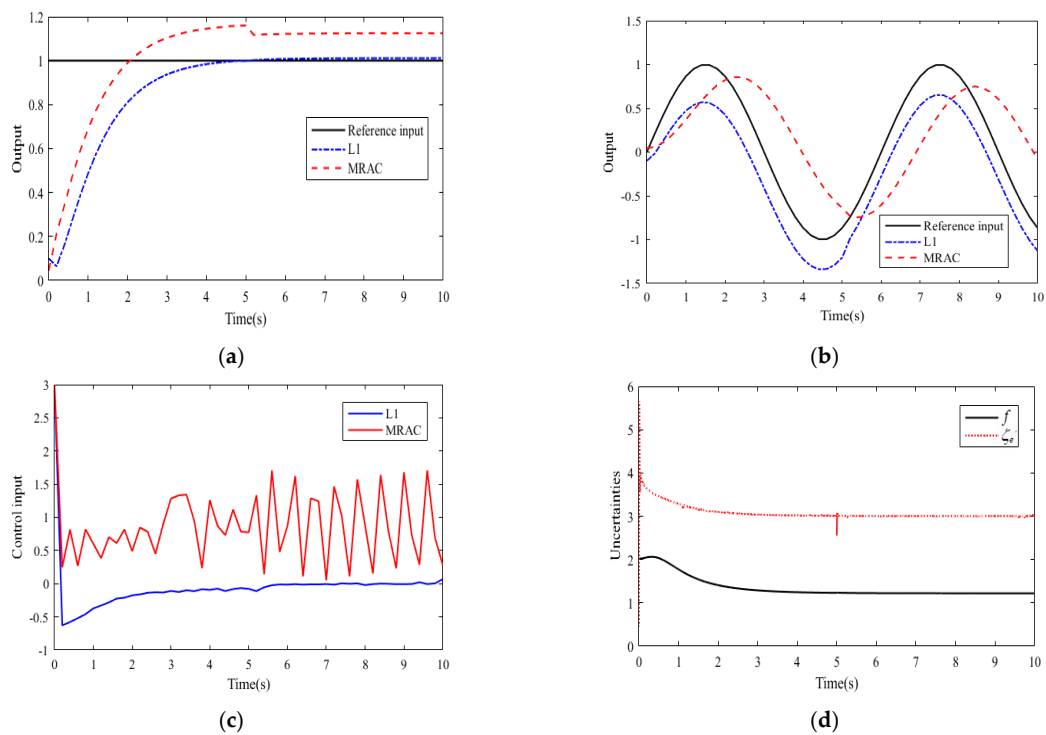 1.2
1
0.8
0.6
0.4
0.2
0
Output
Reference input
L1
MRAC
0 1 2 3 4 5 6 7 8 9 10
Time(s)
(a)
1.5
1
0.5
0
-0.5
-1
-1.5
Output
Reference input
L1
MRAC
0 1 2 3 4 5 6 7 8 9 10
Time(s)
(b)
3
2.5
2
1.5
1
0.5
0
-0.5
-1
Control input
L1
MRAC
0 1 2 3 4 5 6 7 8 9 10
Time(s)
(c)
6
5
4
3
2
1
0
Uncertainties
f
ζe
0 1 2 3 4 5 6 7 8 9 10
Time(s)
(d)